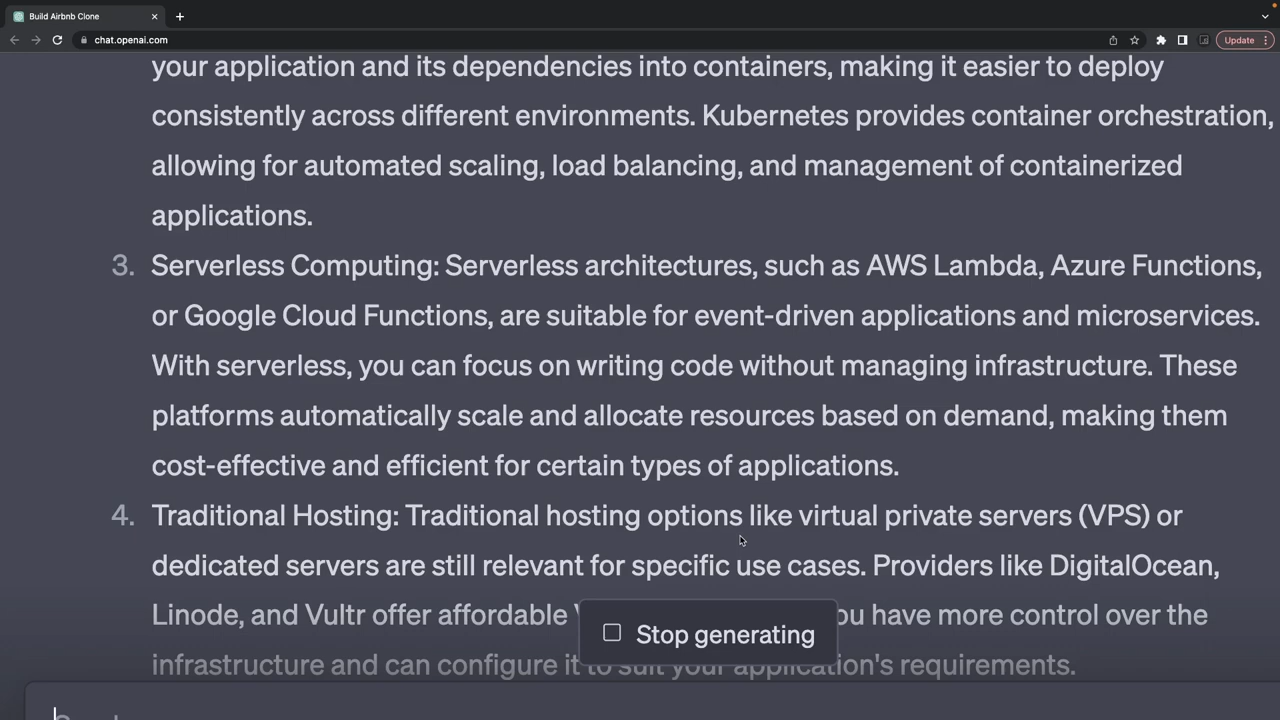 Build Airbnb Clone
chat.openai.com
Update
your application and its dependencies into containers, making it easier to deploy
consistently across different environments. Kubernetes provides container orchestration,
allowing for automated scaling, load balancing, and management of containerized
applications.
3. Serverless Computing: Serverless architectures, such as AWS Lambda, Azure Functions,
or Google Cloud Functions, are suitable for event-driven applications and microservices.
With serverless, you can focus on writing code without managing infrastructure. These
platforms automatically scale and allocate resources based on demand, making them
cost-effective and efficient for certain types of applications.
4. Traditional Hosting: Traditional hosting options like virtual private servers (VPS) or
dedicated servers are still relevant for specific use cases. Providers like DigitalOcean,
Linode, and Vultr offer affordable you have more control over the
infrastructure and can configure it to suit your application's requirements.
Stop generating